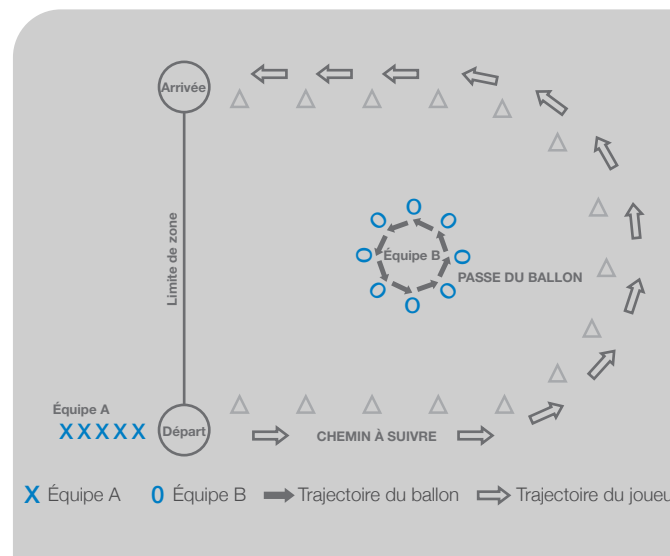 Arrivée
Limite de zone
Équipe B
PASSE DU BALLON
Équipe A
XXXXX
Départ
CHEMIN À SUIVRE
X Équipe A O Équipe B Trajectoire du ballon Trajectoire du joueu